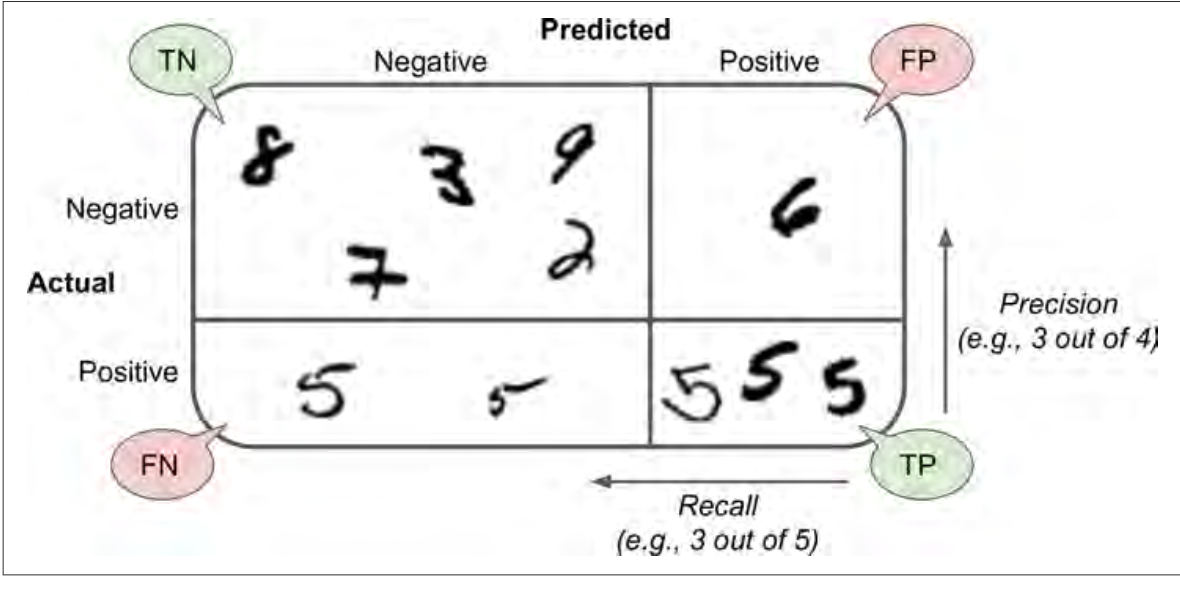 Predicted
TN Negative Positive FP
8 3 9
Negative 6
7 2
Actual
Precision
(e.g., 3 out of 4)
Positive 5 5 5 5 5
FN TP
Recall
(e.g., 3 out of 5)